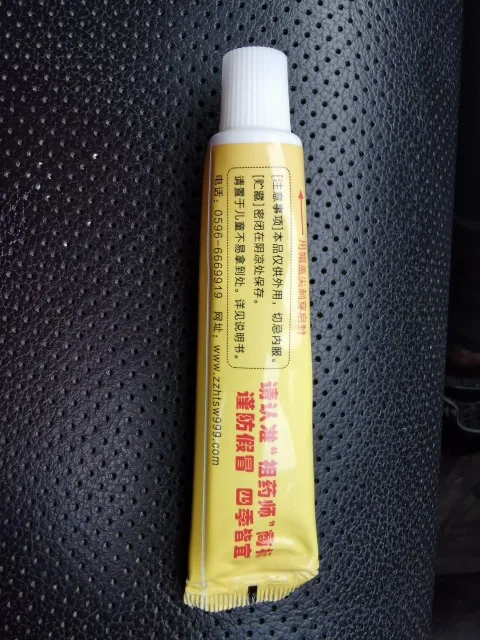 用帽盖尖刺穿启封
[注意事项]本品仅供外用，切忌内服。
[贮藏]密闭在阴凉处保存。
请置于儿童不易拿到处。详见说明书。
电话：0596-6669919 网址：www.zzhfsw999.com
请认准“祖药师”商标
谨防假冒 四季皆宜